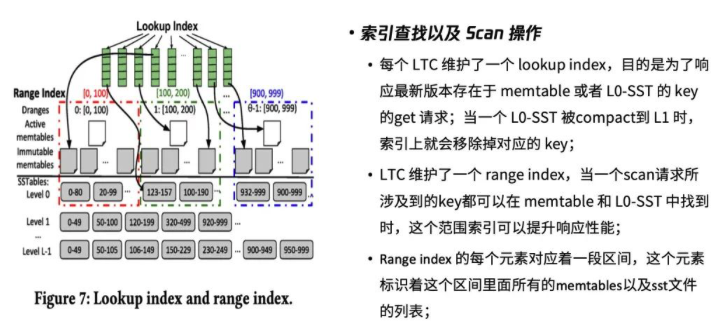 Lookup Index
Range Index
[0, 100) [100, 200) [900, 999)
Dranges 0: [0, 100) 1: [100, 200) ... θ-1: [900, 999)
Active
memtables
Immutable
memtables
SSTables:
Level 0 0-80 20-99 ... 123-157 100-190 ... 932-999 900-999
Level 1 0-49 50-100 120-199 320-499 920-999 ...
...
Level L-1 0-49 50-105 106-149 150-229 230-249 ... 900-949 950-999
Figure 7: Lookup index and range index.
• 索引查找以及 Scan 操作
• 每个 LTC 维护了一个 lookup index，目的是为了响
应最新版本存在于 memtable 或者 L0-SST 的 key
的get 请求；当一个 L0-SST 被compact到 L1 时，
索引上就会移除掉对应的 key；
• LTC 维护了一个 range index，当一个scan请求所
涉及到的key都可以在 memtable 和 L0-SST 中找到
时，这个范围索引可以提升响应性能；
• Range index 的每个元素对应着一段区间，这个元素
标识着这个区间里面所有的memtables以及sst文件
的列表；